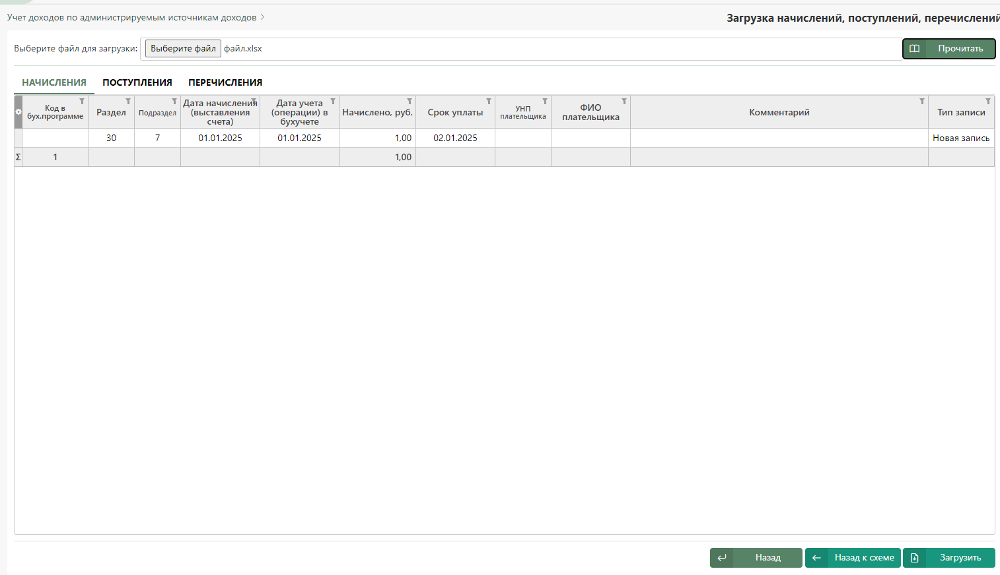 Учет доходов по администрируемым источникам доходов >
Загрузка начислений, поступлений, перечислений
Выберите файл для загрузки: Выберите файл файл.xlsx Прочитать
НАЧИСЛЕНИЯ ПОСТУПЛЕНИЯ ПЕРЕЧИСЛЕНИЯ
Код в
бух.программе
Раздел
Подраздел
Дата начисления
(выставления
счета)
Дата учета
(операции) в
бухучете
Начислено, руб.
Срок уплаты
УНП
плательщика
ФИО
плательщика
Комментарий
Тип записи
30 7 01.01.2025 01.01.2025 1,00 02.01.2025 Новая запись
Σ 1 1,00
Назад Назад к схеме Загрузить